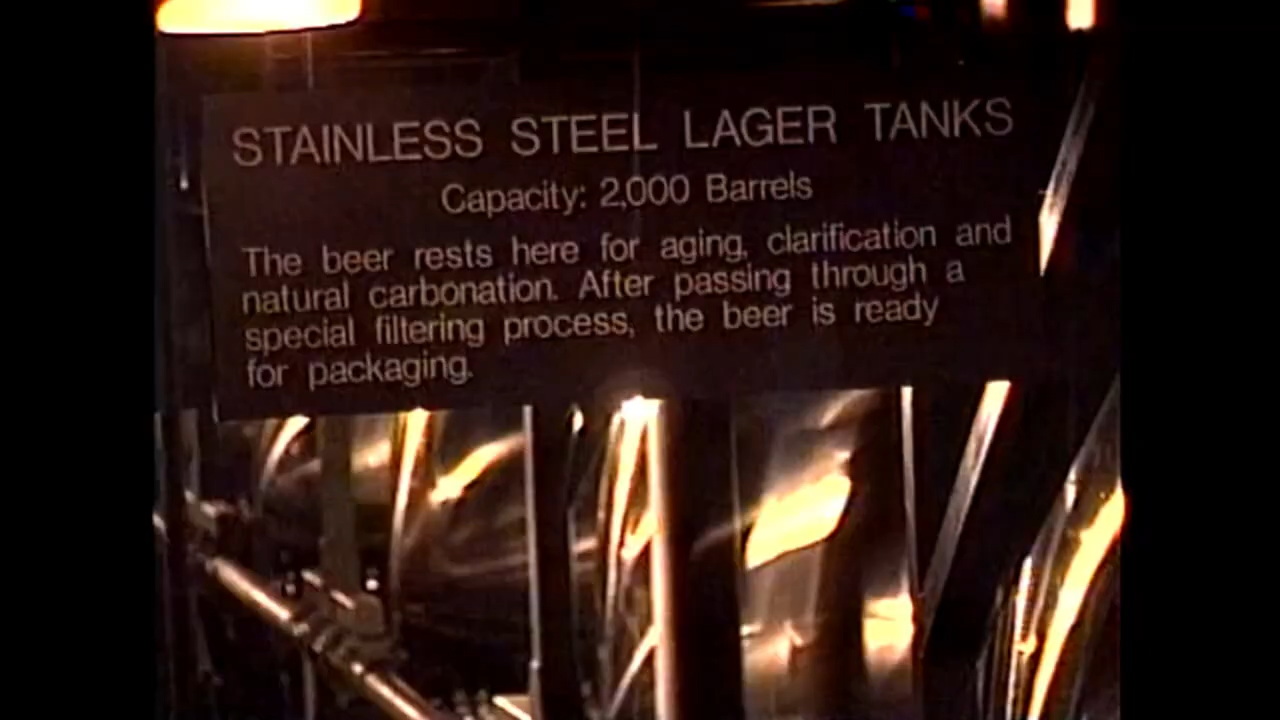 STAINLESS STEEL LAGER TANKS
Capacity: 2,000 Barrels
The beer rests here for aging, clarification and
natural carbonation. After passing through a
special filtering process, the beer is ready
for packaging.